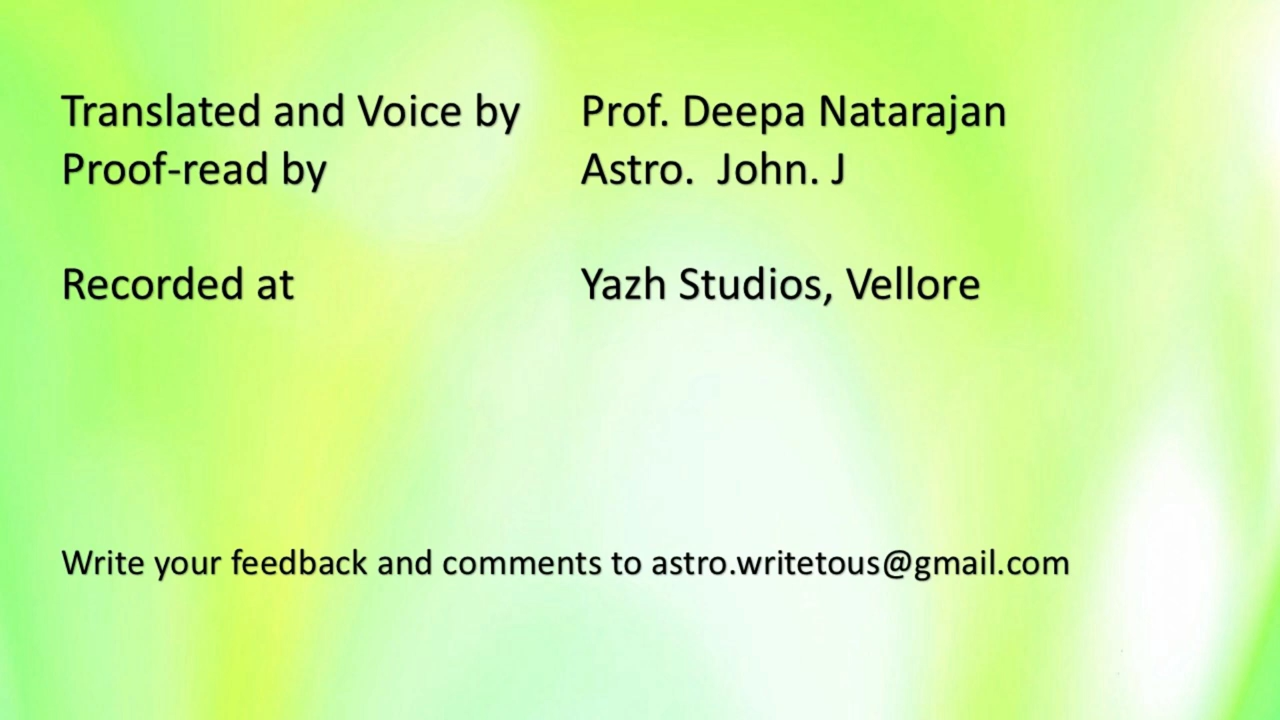 Translated and Voice by Prof. Deepa Natarajan
Proof-read by Astro. John. J
Recorded at Yazh Studios, Vellore
Write your feedback and comments to astro.writetous@gmail.com